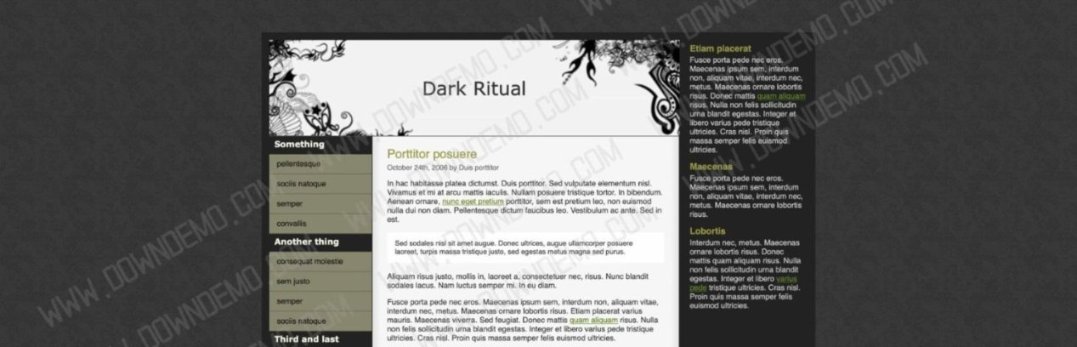 Dark Ritual
Something
pellentesque
sociis natoque
semper
convallis
Another thing
consequat molestie
sem justo
semper
sociis natoque
Third and last
Porttitor posuere
October 24th, 2006 by Duis porttitor
In hac habitasse platea dictumst. Duis porttitor. Sed vulputate elementum nisl.
Vivamus et mi at arcu mattis iaculis. Nullam posuere tristique tortor. In bibendum.
Aenean ornare, nunc eget pretium porttitor, sem est pretium leo, non euismod
nulla dui non diam. Pellentesque dictum faucibus leo. Vestibulum ac ante. Sed in
est.
Sed sodales nisl sit amet augue. Donec ultrices, augue ullamcorper posuere
laoreet, turpis massa tristique justo, sed egestas metus magna sed purus.
Aliquam risus justo, mollis in, laoreet a, consectetuer nec, risus. Nunc blandit
sodales lacus. Nam luctus semper mi. In eu diam.
Fusce porta pede nec eros. Maecenas ipsum sem, interdum non, aliquam vitae,
interdum nec, metus. Maecenas ornare lobortis risus. Etiam placerat varius
mauris. Maecenas viverra. Sed feugiat. Donec mattis quam aliquam risus. Nulla
non felis sollicitudin urna blandit egestas. Integer et libero varius pede tristique
ultricies. Cras nisl. Proin quis massa semper felis euismod ultricies.
Etiam placerat
Fusce porta pede nec eros.
Maecenas ipsum sem, interdum
non, aliquam vitae, interdum nec,
metus. Maecenas ornare lobortis
risus. Donec mattis quam aliquam
risus. Nulla non felis sollicitudin
urna blandit egestas. Integer et
libero varius pede tristique
ultricies. Cras nisl. Proin quis
massa semper felis euismod
ultricies.
Maecenas
Fusce porta pede nec eros.
Maecenas ipsum sem, interdum
non, aliquam vitae, interdum nec,
metus. Maecenas ornare lobortis
risus.
Lobortis
Interdum nec, metus. Maecenas
ornare lobortis risus. Donec
mattis quam aliquam risus. Nulla
non felis sollicitudin urna blandit
egestas. Integer et libero varius
pede tristique ultricies. Cras nisl.
Proin quis massa semper felis
euismod ultricies.
WWW.DOWNDEMO.COM
WWW.DOWNDEMO.COM
WWW.DOWNDEMO.COM